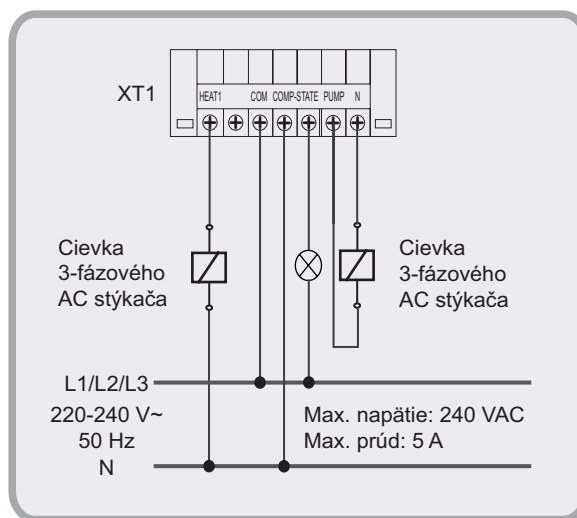 XT1
HEAT1 COM COMP-STATE PUMP N
Cievka
3-fázového
AC stýkača
Cievka
3-fázového
AC stýkača
L1/L2/L3
220-240 V~
50 Hz
N
Max. napätie: 240 VAC
Max. prúd: 5 A